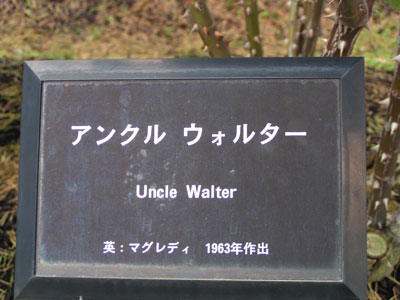 アンクル ウォルター
Uncle Walter
英：マグレディ　1963年作出